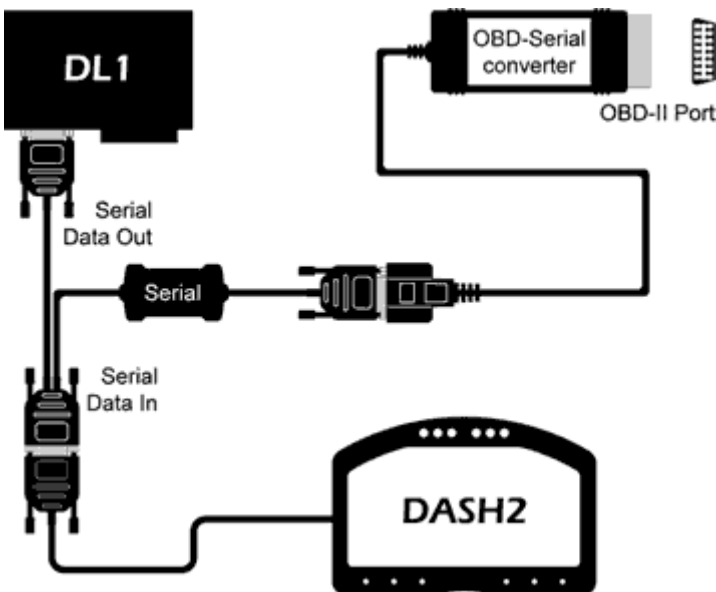 DL1
OBD-Serial
converter
OBD-II Port
Serial
Data Out
Serial
Serial
Data In
DASH2